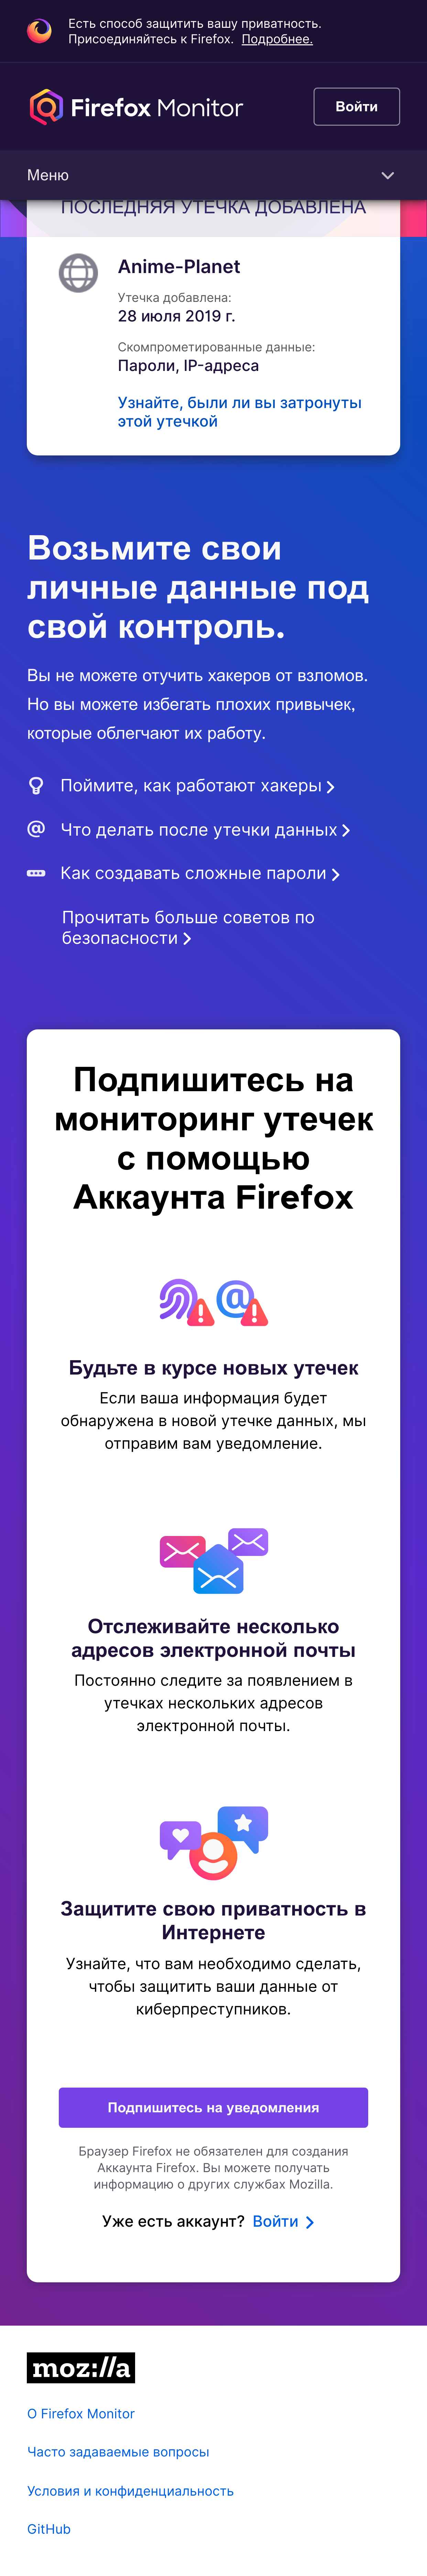 Есть способ защитить вашу приватность.
Присоединяйтесь к Firefox. Подробнее.
Firefox Monitor
Войти
Меню
ПОСЛЕДНЯЯ УТЕЧКА ДОБАВЛЕНА
Anime-Planet
Утечка добавлена:
28 июля 2019 г.
Скомпрометированные данные:
Пароли, IP-адреса
Узнайте, были ли вы затронуты
этой утечкой
Возьмите свои
личные данные под
свой контроль.
Вы не можете отучить хакеров от взломов.
Но вы можете избегать плохих привычек,
которые облегчают их работу.
Поймите, как работают хакеры
Что делать после утечки данных
Как создавать сложные пароли
Прочитать больше советов по
безопасности
Подпишитесь на
мониторинг утечек
с помощью
Аккаунта Firefox
Будьте в курсе новых утечек
Если ваша информация будет
обнаружена в новой утечке данных, мы
отправим вам уведомление.
Отслеживайте несколько
адресов электронной почты
Постоянно следите за появлением в
утечках нескольких адресов
электронной почты.
Защитите свою приватность в
Интернете
Узнайте, что вам необходимо сделать,
чтобы защитить ваши данные от
киберпреступников.
Подпишитесь на уведомления
Браузер Firefox не обязателен для создания
Аккаунта Firefox. Вы можете получать
информацию о других службах Mozilla.
Уже есть аккаунт? Войти
moz://a
О Firefox Monitor
Часто задаваемые вопросы
Условия и конфиденциальность
GitHub